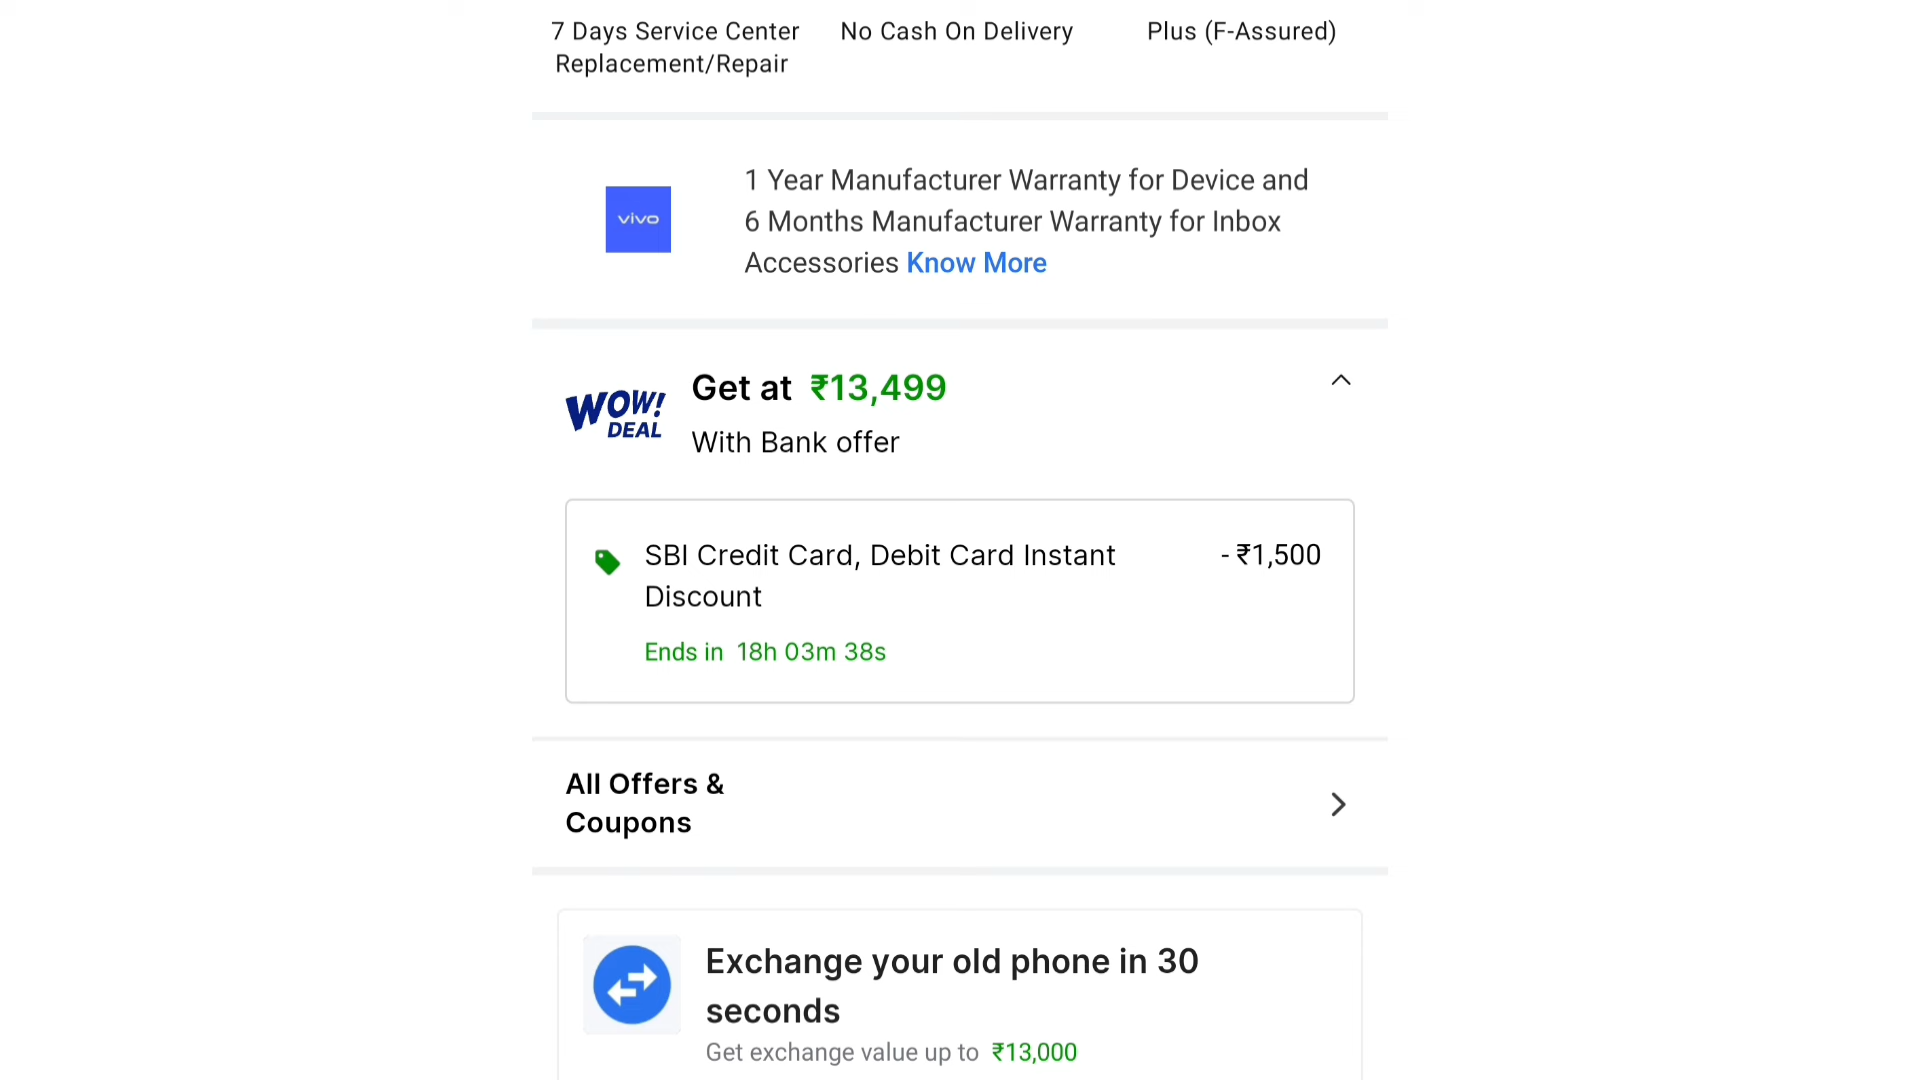 7 Days Service Center
Replacement/Repair
No Cash On Delivery
Plus (F-Assured)
vivo
1 Year Manufacturer Warranty for Device and
6 Months Manufacturer Warranty for Inbox
Accessories Know More
WOW!
DEAL
Get at ₹13,499
With Bank offer
SBI Credit Card, Debit Card Instant
Discount
- ₹1,500
Ends in 18h 03m 38s
All Offers &
Coupons
Exchange your old phone in 30
seconds
Get exchange value up to ₹13,000